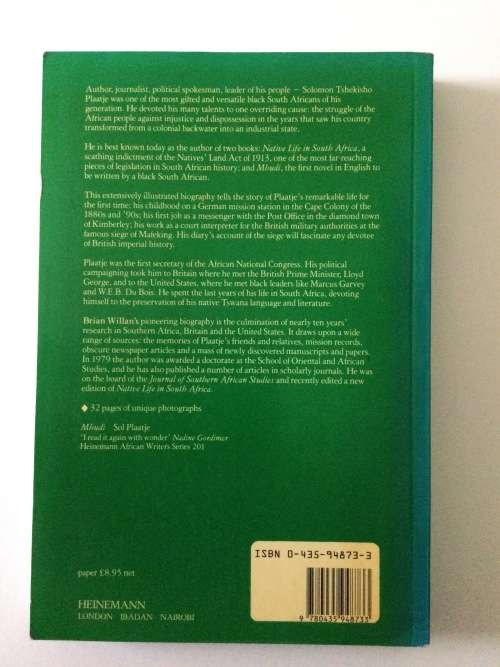 Author, journalist, political spokesman, leader of his people — Solomon Tshekisho
Plaatje was one of the most gifted and versatile black South Africans of his
generation. He devoted his many talents to one overriding cause: the struggle of the
African people against injustice and dispossession in the years that saw his country
transformed from a colonial backwater into an industrial state.
He is best known today as the author of two books: Native Life in South Africa, a
scathing indictment of the Natives' Land Act of 1913, one of the most far-reaching
pieces of legislation in South African history; and Mhudi, the first novel in English to
be written by a black South African.
This extensively illustrated biography tells the story of Plaatje's remarkable life for
the first time: his childhood on a German mission station in the Cape Colony of the
1880s and '90s; his first job as a messenger with the Post Office in the diamond town
of Kimberley; his work as a court interpreter for the British military authorities at the
famous siege of Mafeking. His diary's account of the siege will fascinate any devotee
of British imperial history.
Plaatje was the first secretary of the African National Congress. His political
campaigning took him to Britain where he met the British Prime Minister, Lloyd
George, and to the United States, where he met black leaders like Marcus Garvey
and W.E.B. Du Bois. He spent the last years of his life in South Africa, devoting
himself to the preservation of his native Tswana language and literature.
Brian Willan's pioneering biography is the culmination of nearly ten years'
research in Southern Africa, Britain and the United States. It draws upon a wide
range of sources: the memories of Plaatje's friends and relatives, mission records,
obscure newspaper articles and a mass of newly discovered manuscripts and papers.
In 1979 the author was awarded a doctorate at the School of Oriental and African
Studies, and he has also published a number of articles in scholarly journals. He was
on the board of the Journal of Southern African Studies and recently edited a new
edition of Native Life in South Africa.
◆ 32 pages of unique photographs
Mhudi Sol Plaatje
'I read it again with wonder' Nadine Gordimer
Heinemann African Writers Series 201
ISBN 0-435-94873-3
paper £8.95 net
9 780435 948733
HEINEMANN
LONDON IBADAN NAIROBI